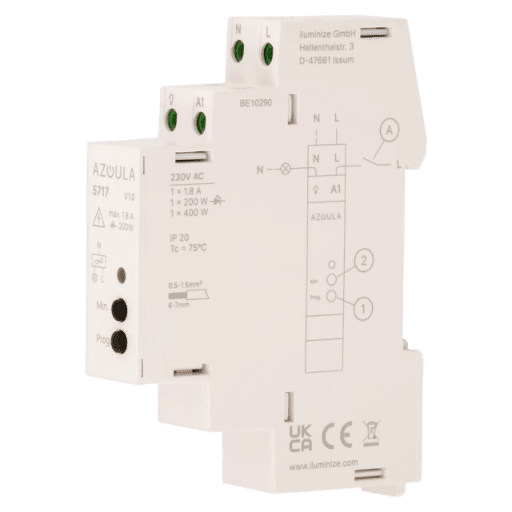 N L
iluminize GmbH
Hellenthalstr. 3
D-47661 Issum
A1
BE10290
AZOULA
5717 V1.0
max. 1.8 A
200W
N
L
Min.
Prog.
230V AC
1 x 1.8 A
1 x 200 W
1 x 400 W
IP 20
Tc = 75°C
0.5-1.5mm²
6-7mm
N L
A
N
N L
L
A1
AZOULA
Min.
Prog.
2
1
UK
CA
CE
www.iluminize.com